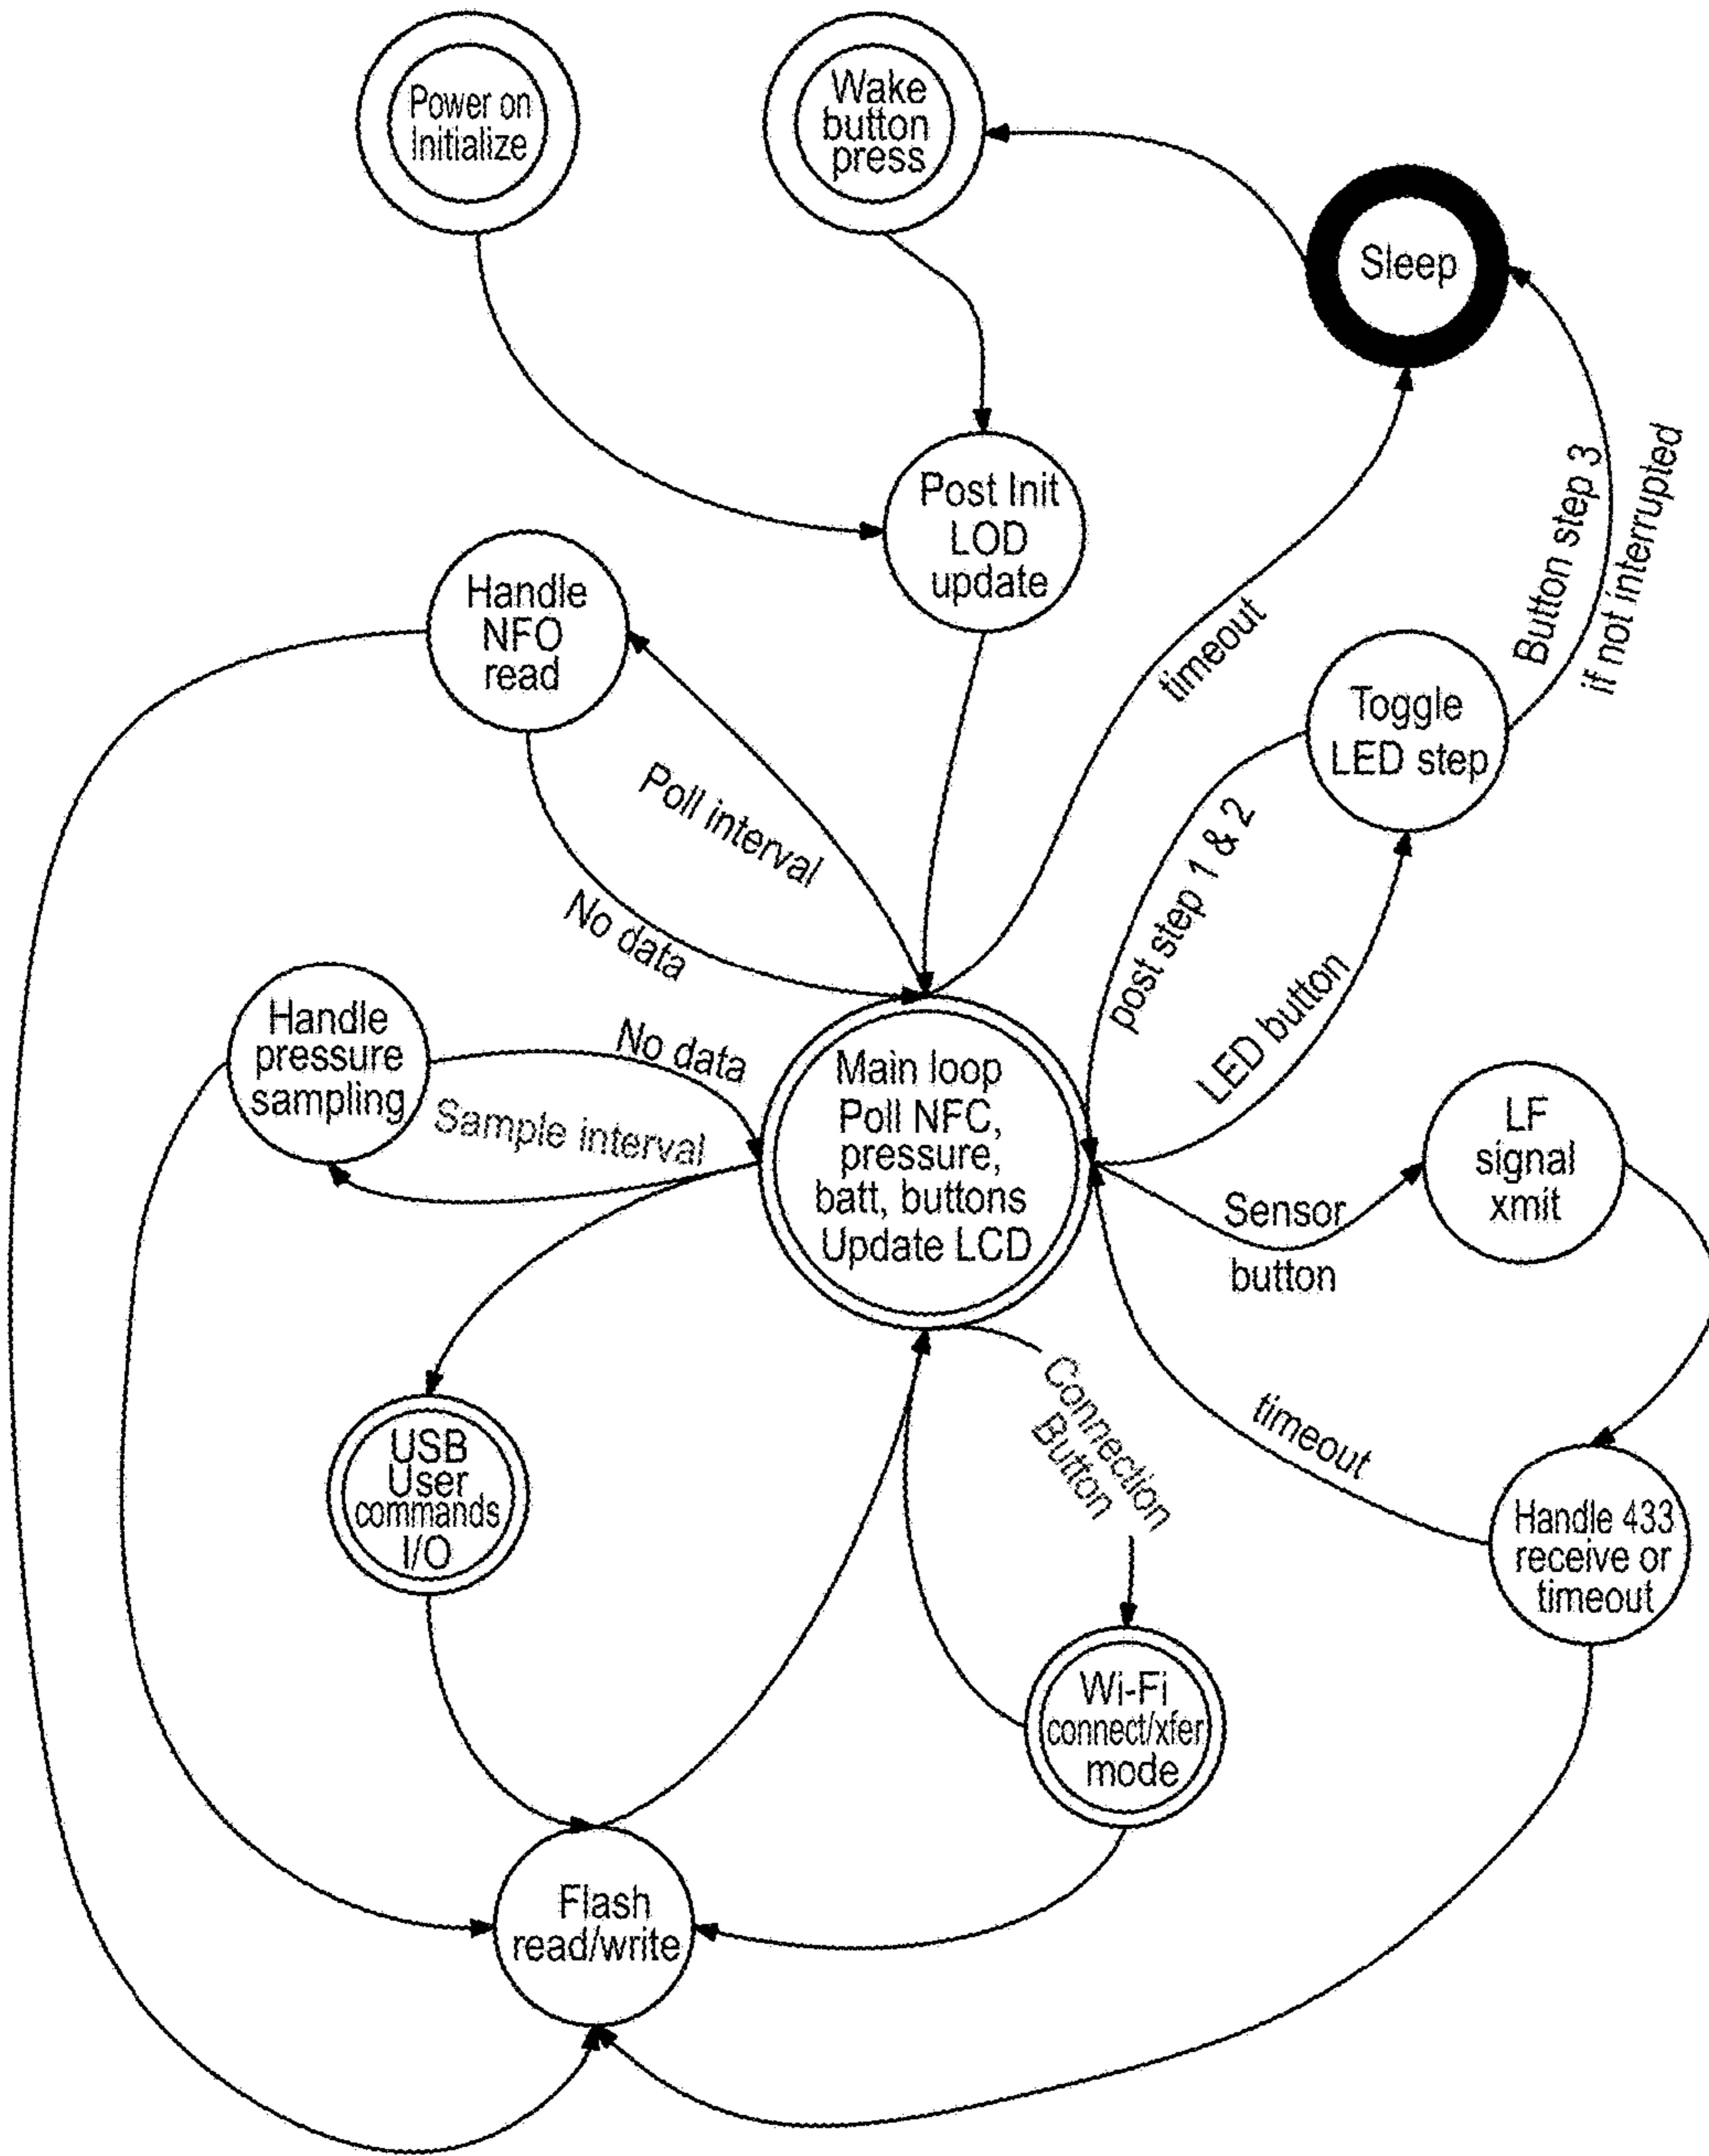 Power on
Initialize
Wake
button
press
Sleep
Post Init
LOD
update
Handle
NFO
read
Button step 3
if not interrupted
timeout
Toggle
LED step
Poll interval
No data
post step 1 & 2
LED button
Handle
pressure
sampling
No data
Sample interval
Main loop
Poll NFC,
pressure,
batt, buttons
Update LCD
LF
signal
xmit
Sensor
button
Connection
Button
timeout
USB
User
commands
I/O
Handle 433
receive or
timeout
Wi-Fi
connect/xfer
mode
Flash
read/write